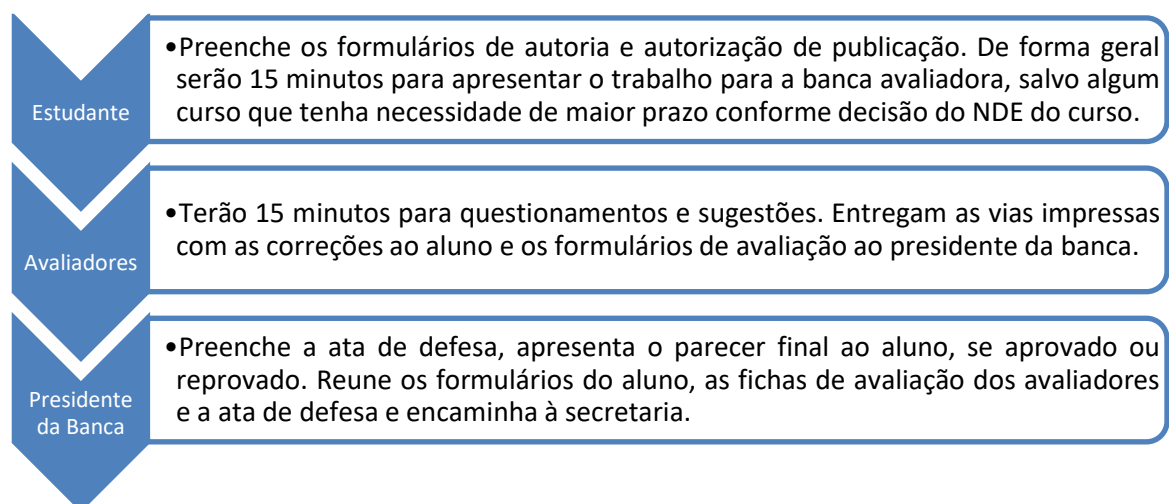 Estudante
•Preenche os formulários de autoria e autorização de publicação. De forma geral
serão 15 minutos para apresentar o trabalho para a banca avaliadora, salvo algum
curso que tenha necessidade de maior prazo conforme decisão do NDE do curso.
Avaliadores
•Terão 15 minutos para questionamentos e sugestões. Entregam as vias impressas
com as correções ao aluno e os formulários de avaliação ao presidente da banca.
Presidente
da Banca
•Preenche a ata de defesa, apresenta o parecer final ao aluno, se aprovado ou
reprovado. Reune os formulários do aluno, as fichas de avaliação dos avaliadores
e a ata de defesa e encaminha à secretaria.